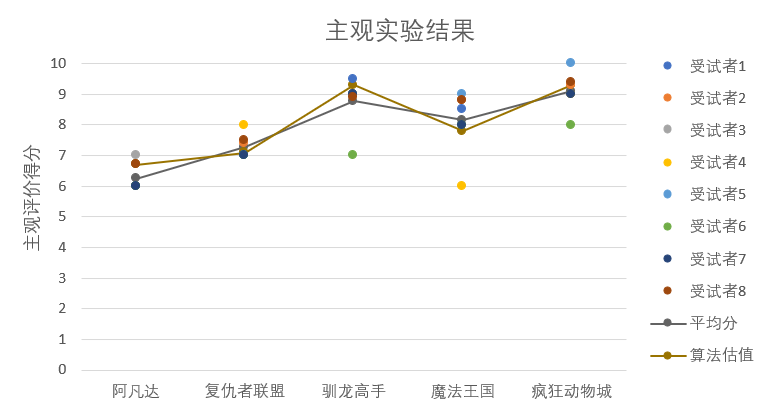 主观实验结果
主观评价得分
10
9
8
7
6
5
4
3
2
1
0
阿凡达
复仇者联盟
驯龙高手
魔法王国
疯狂动物城
受试者1
受试者2
受试者3
受试者4
受试者5
受试者6
受试者7
受试者8
平均分
算法估值